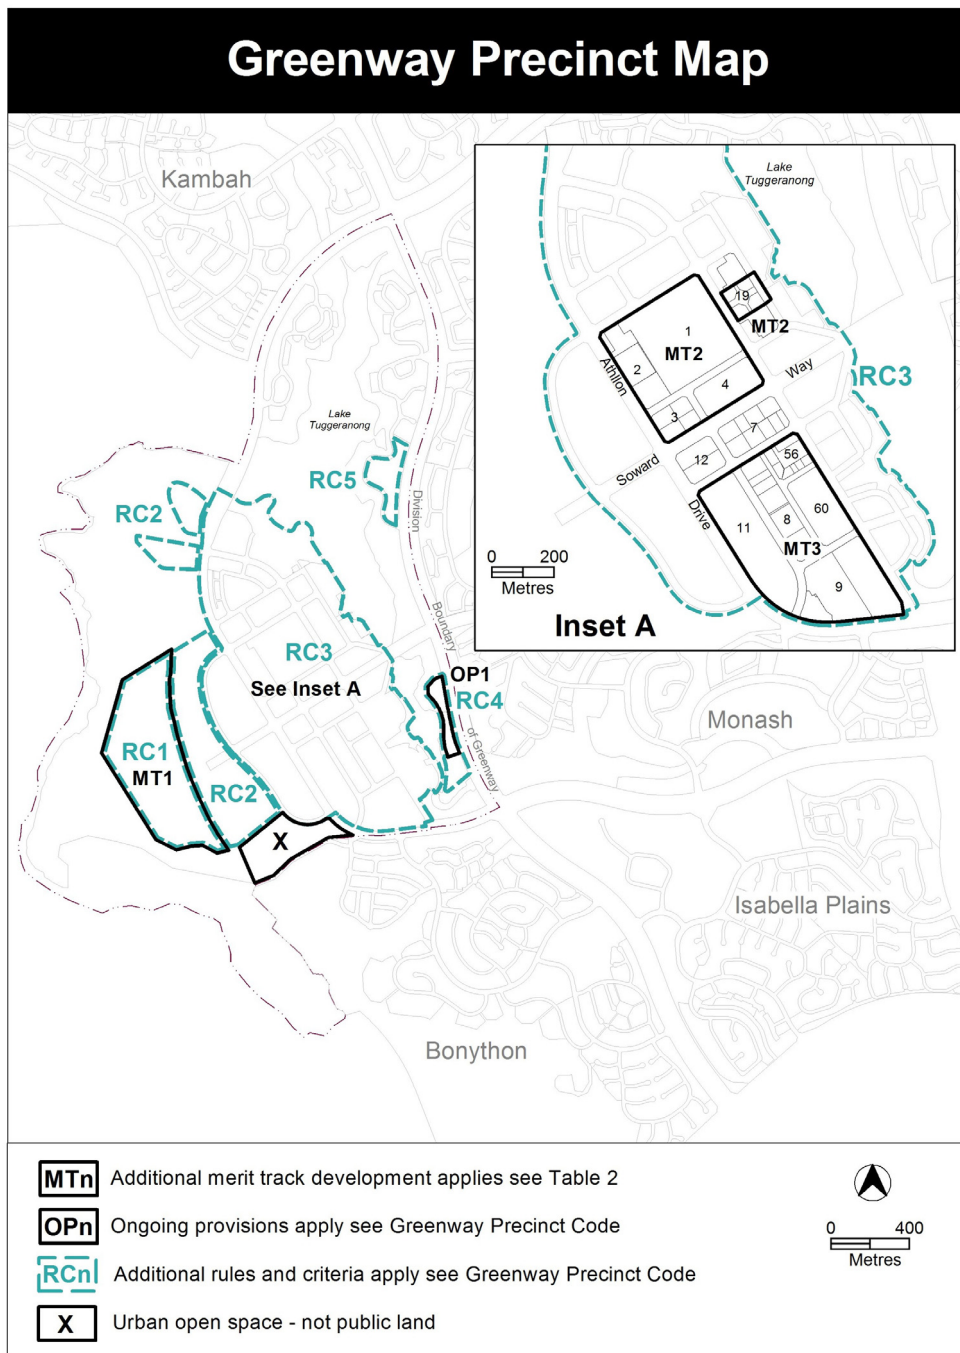 Greenway Precinct Map
Kambah
Lake
Tuggeranong
19
MT2
1
MT2
Way
RC3
2
Athllon
4
3
7
Soward
12
56
Drive
11
8
60
MT3
9
0 200
Metres
Inset A
Lake
Tuggeranong
RC5
RC2
Division
Boundary
of Greenway
RC3
See Inset A
OP1
RC4
RC1
MT1
RC2
X
Monash
Isabella Plains
Bonython
MTn Additional merit track development applies see Table 2
OPn Ongoing provisions apply see Greenway Precinct Code
RCn Additional rules and criteria apply see Greenway Precinct Code
X Urban open space - not public land
0 400
Metres